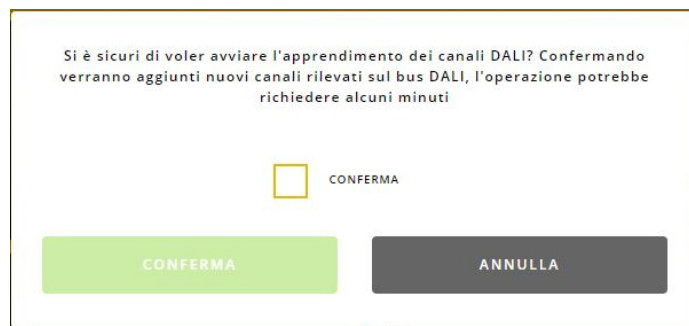 Si è sicuri di voler avviare l'apprendimento dei canali DALI? Confermando
verranno aggiunti nuovi canali rilevati sul bus DALI, l'operazione potrebbe
richiedere alcuni minuti
CONFERMA
CONFERMA
ANNULLA